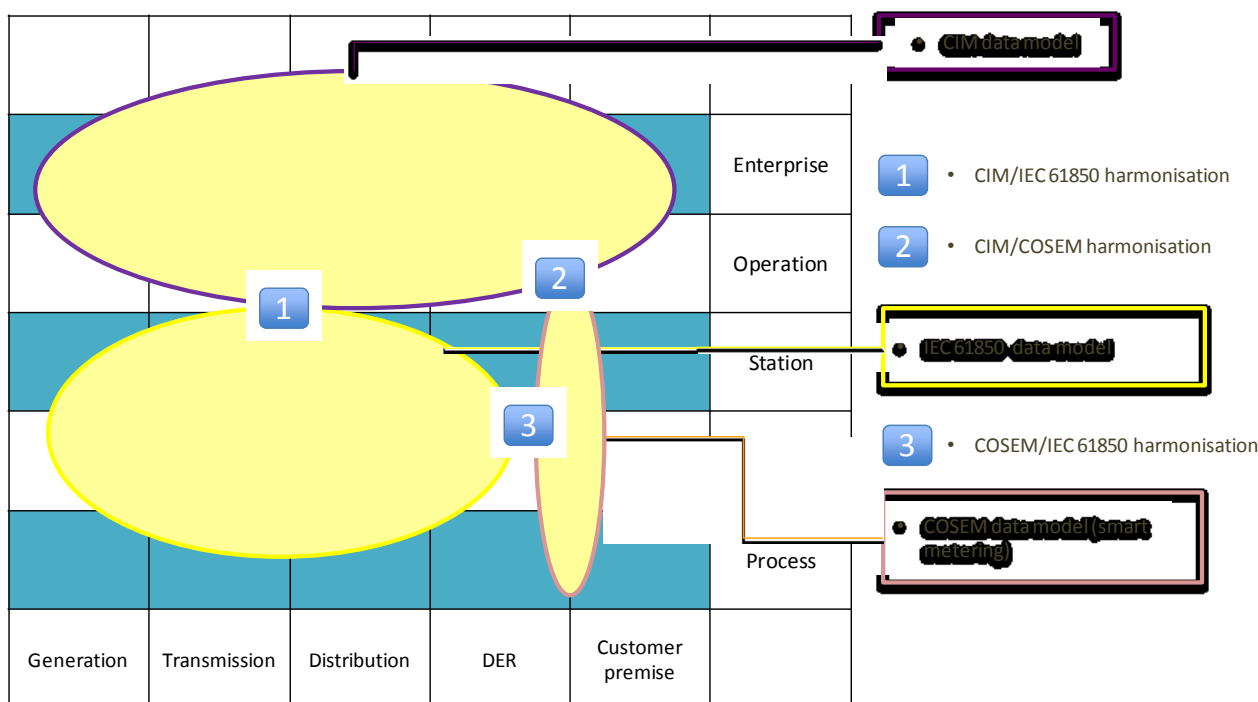 • CIM data model
Enterprise
1 • CIM/IEC 61850 harmonisation
2 • CIM/COSEM harmonisation
Operation
2
1
• IEC 61850 data model
Station
3
3 • COSEM/IEC 61850 harmonisation
• COSEM data model (smart
metering)
Process
Generation
Transmission
Distribution
DER
Customer
premise